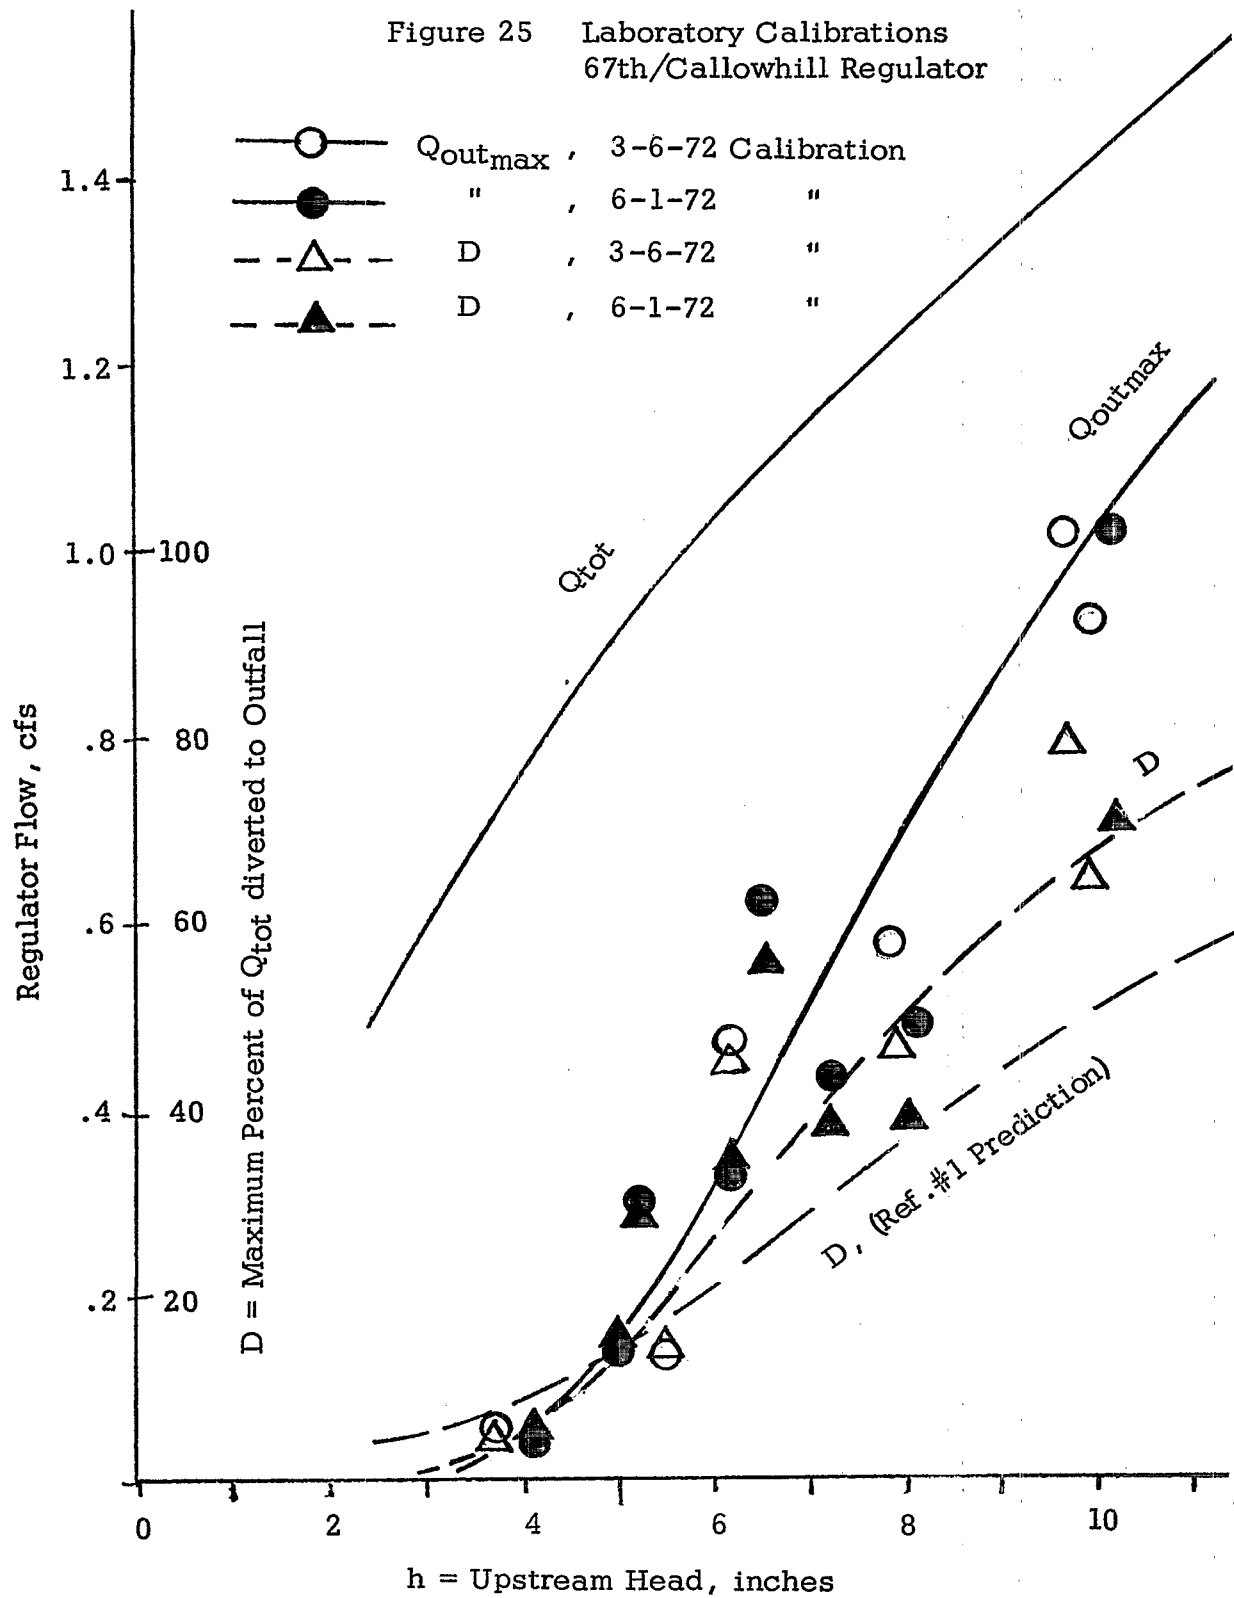 Figure 25 Laboratory Calibrations
67th/Callowhill Regulator
Qoutmax , 3-6-72 Calibration
" , 6-1-72 "
D , 3-6-72 "
D , 6-1-72 "
1.4
1.2
1.0
.8
.6
.4
.2
100
80
60
40
20
Regulator Flow, cfs
D = Maximum Percent of Qtot diverted to Outfall
Qtot
Qoutmax
D
D, (Ref.#1 Prediction)
0 2 4 6 8 10
h = Upstream Head, inches